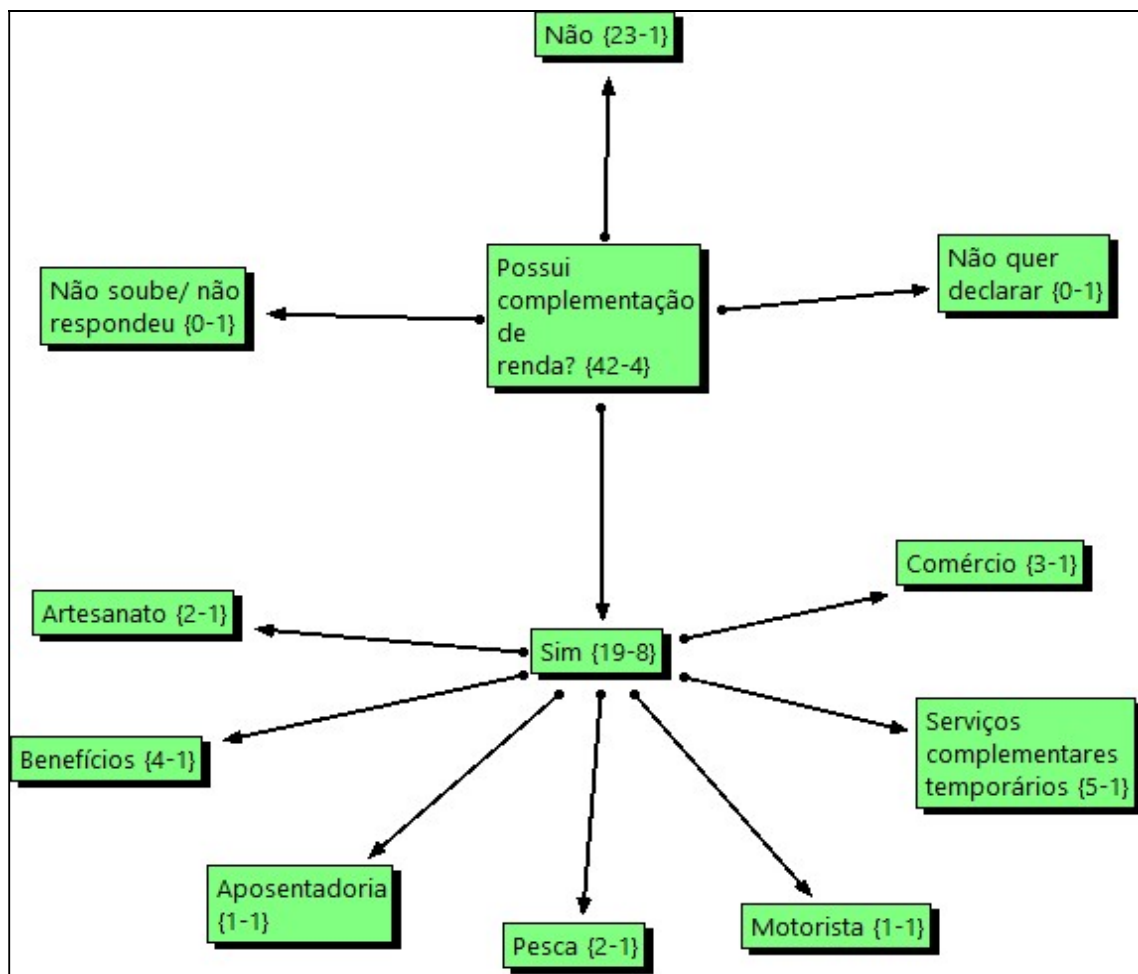 Não {23-1}
Não soube/ não
respondeu {0-1}
Possui
complementação
de
renda? {42-4}
Não quer
declarar {0-1}
Comércio {3-1}
Artesanato {2-1}
Sim {19-8}
Benefícios {4-1}
Serviços
complementares
temporários {5-1}
Aposentadoria
{1-1}
Pesca {2-1}
Motorista {1-1}